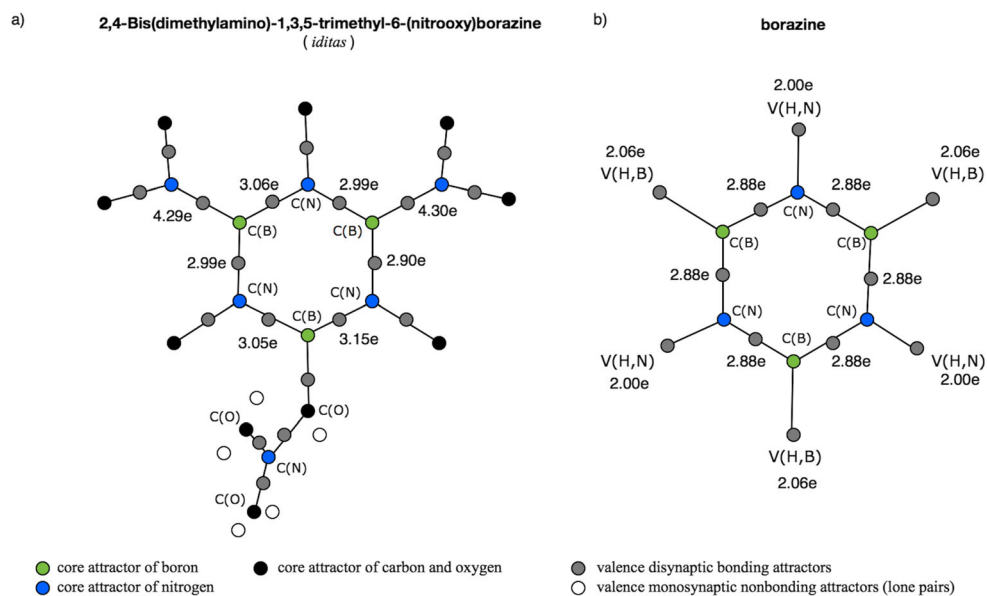 a)
2,4-Bis(dimethylamino)-1,3,5-trimethyl-6-(nitrooxy)borazine
( iditas )
3.06e
2.99e
C(N)
4.29e
4.30e
C(B)
C(B)
2.99e
2.90e
C(N)
C(N)
C(B)
3.05e
3.15e
C(O)
C(O)
C(N)
C(O)
b)
borazine
2.00e
V(H,N)
2.06e
V(H,B)
2.06e
V(H,B)
2.88e
2.88e
C(N)
C(B)
C(B)
2.88e
2.88e
C(N)
C(N)
C(B)
2.88e
2.88e
V(H,N)
2.00e
V(H,N)
2.00e
V(H,B)
2.06e
core attractor of boron
core attractor of nitrogen
core attractor of carbon and oxygen
valence disynaptic bonding attractors
valence monosynaptic nonbonding attractors (lone pairs)